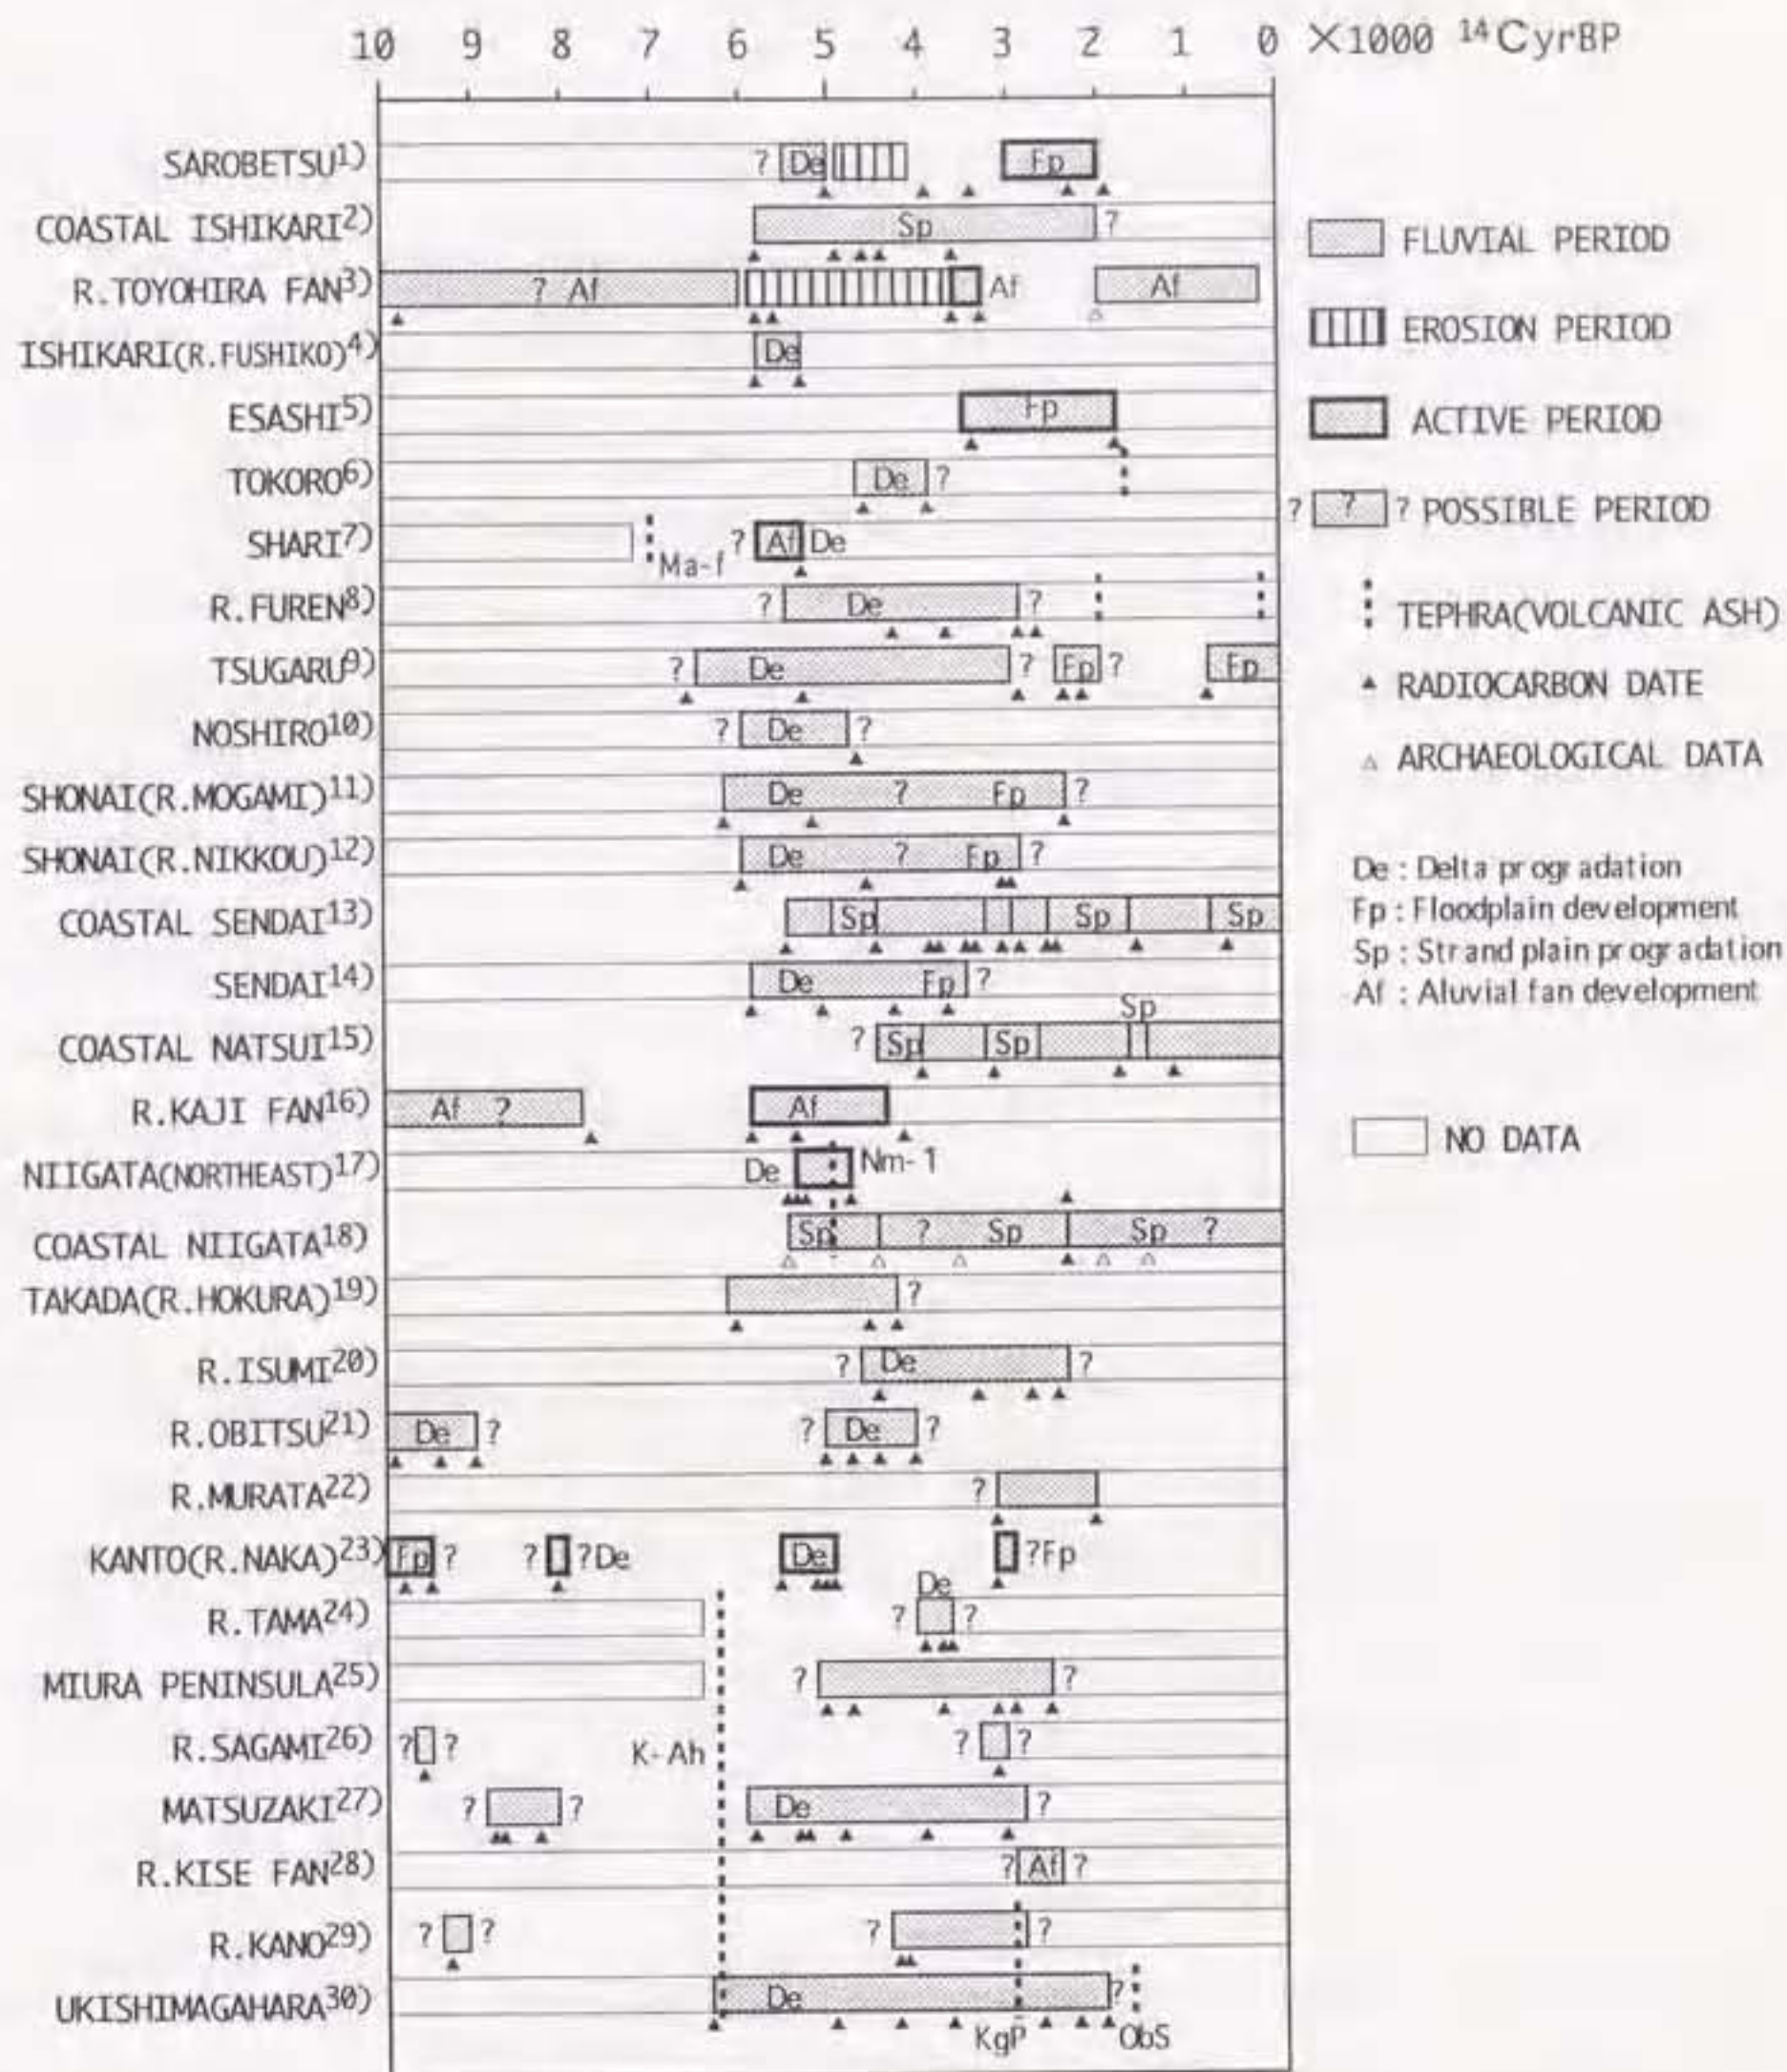 10 9 8 7 6 5 4 3 2 1 0 ×1000 ¹⁴CyrBP
SAROBETSU1) ? De Fp
COASTAL ISHIKARI2) Sp ?
R.TOYOHIRA FAN3) ? Af Af Af
ISHIKARI(R.FUSHIKO)4) De
ESASHI5) Fp
TOKORO6) De ?
SHARI7) Ma-f ? Af De
R.FUREN8) ? De ?
TSUGARU9) ? De ? Fp ? Fp
NOSHIRO10) ? De ?
SHONAI(R.MOGAMI)11) De ? Fp ?
SHONAI(R.NIKKOU)12) De ? Fp ?
COASTAL SENDAI13) Sp Sp Sp
SENDAI14) De Fp ?
Sp
COASTAL NATSUI15) ? Sp Sp
R.KAJI FAN16) Af ? Af
NIIGATA(NORTHEAST)17) De Nm-1
COASTAL NIIGATA18) Sp ? Sp Sp ?
TAKADA(R.HOKURA)19) ?
R.ISUMI20) ? De ?
R.OBITSU21) De ? ? De ?
R.MURATA22) ?
KANTO(R.NAKA)23) Fp ? ? ?De De ?Fp
De
R.TAMA24) ? ?
MIURA PENINSULA25) ? ?
R.SAGAMI26) ? ? K-Ah ? ?
MATSUZAKI27) ? ? De ?
R.KISE FAN28) ? Af ?
R.KANO29) ? ? ? ?
UKISHIMAGAHARA30) De ?
KgP ObS
FLUVIAL PERIOD
EROSION PERIOD
ACTIVE PERIOD
? ? ? POSSIBLE PERIOD
TEPHRA(VOLCANIC ASH)
RADIOCARBON DATE
ARCHAEOLOGICAL DATA
De : Delta progradation
Fp : Floodplain development
Sp : Strand plain progradation
Af : Aluvial fan development
NO DATA